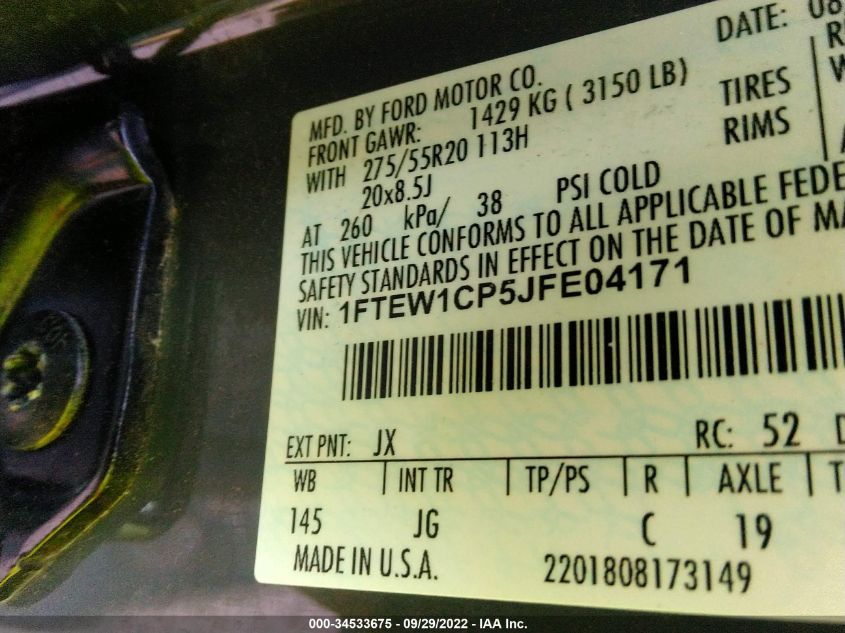 DATE: 08
MFD. BY FORD MOTOR CO.
FRONT GAWR: 1429 KG ( 3150 LB)
WITH 275/55R20 113H TIRES
20x8.5J RIMS
AT 260 kPa/ 38 PSI COLD
THIS VEHICLE CONFORMS TO ALL APPLICABLE FEDE
SAFETY STANDARDS IN EFFECT ON THE DATE OF MA
VIN: 1FTEW1CP5JFE04171
EXT PNT: JX RC: 52
WB INT TR TP/PS R AXLE T
145 JG C 19
MADE IN U.S.A. 2201808173149
000-34533675 - 09/29/2022 - IAA Inc.